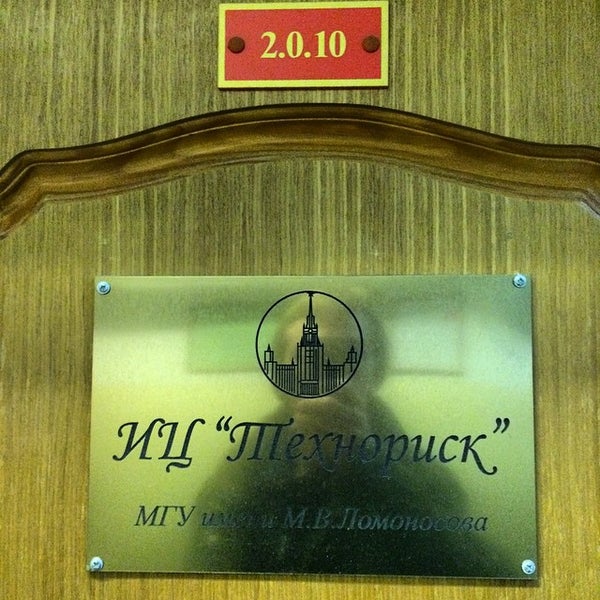 2.0.10
ИЦ “Технориск”
МГУ имени М.В.Ломоносова